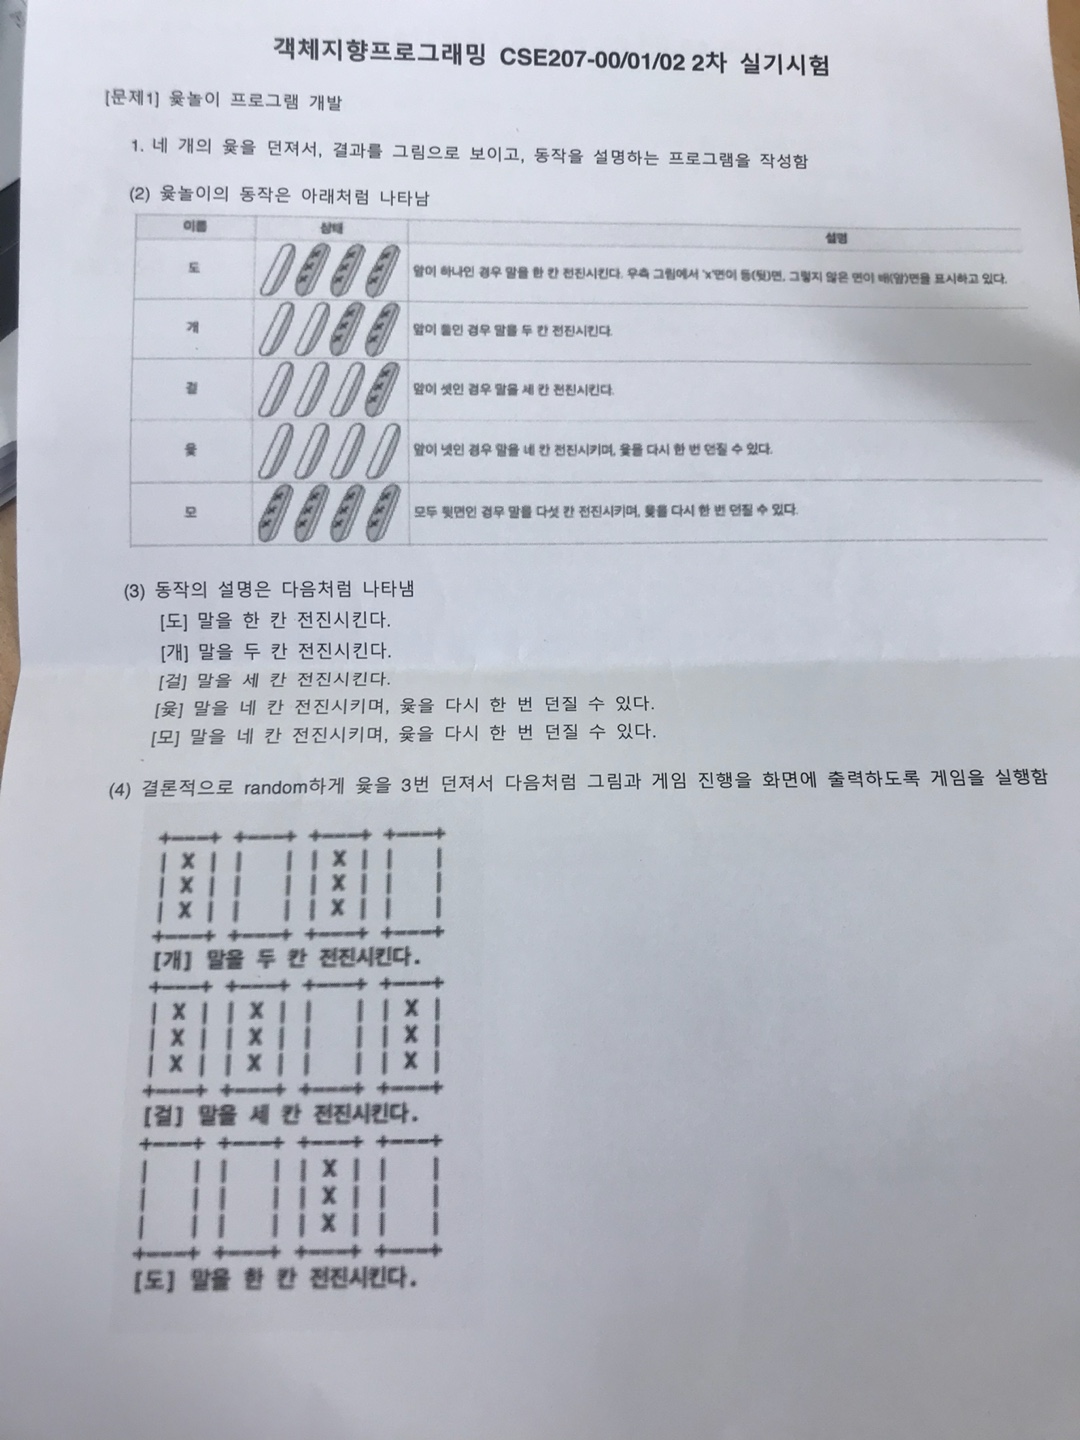 객체지향프로그래밍 CSE207-00/01/02 2차 실기시험
[문제1] 윷놀이 프로그램 개발
1. 네 개의 윷을 던져서, 결과를 그림으로 보이고, 동작을 설명하는 프로그램을 작성함
(2) 윷놀이의 동작은 아래처럼 나타남
이름 상태 설명
도 앞이 하나인 경우 말을 한 칸 전진시킨다. 우측 그림에서 'x'면이 등(뒷)면, 그렇지 않은 면이 배(앞)면을 표시하고 있다.
개 앞이 둘인 경우 말을 두 칸 전진시킨다.
걸 앞이 셋인 경우 말을 세 칸 전진시킨다.
윷 앞이 넷인 경우 말을 네 칸 전진시키며, 윷을 다시 한 번 던질 수 있다.
모 모두 뒷면인 경우 말을 다섯 칸 전진시키며, 윷을 다시 한 번 던질 수 있다.
(3) 동작의 설명은 다음처럼 나타냄
[도] 말을 한 칸 전진시킨다.
[개] 말을 두 칸 전진시킨다.
[걸] 말을 세 칸 전진시킨다.
[윷] 말을 네 칸 전진시키며, 윷을 다시 한 번 던질 수 있다.
[모] 말을 네 칸 전진시키며, 윷을 다시 한 번 던질 수 있다.
(4) 결론적으로 random하게 윷을 3번 던져서 다음처럼 그림과 게임 진행을 화면에 출력하도록 게임을 실행함
+---+ +---+ +---+ +---+
| X | |   | | X | |   |
| X | |   | | X | |   |
| X | |   | | X | |   |
+---+ +---+ +---+ +---+
[개] 말을 두 칸 전진시킨다.
+---+ +---+ +---+ +---+
| X | | X | |   | | X |
| X | | X | |   | | X |
| X | | X | |   | | X |
+---+ +---+ +---+ +---+
[걸] 말을 세 칸 전진시킨다.
+---+ +---+ +---+ +---+
|   | |   | | X | |   |
|   | |   | | X | |   |
|   | |   | | X | |   |
+---+ +---+ +---+ +---+
[도] 말을 한 칸 전진시킨다.